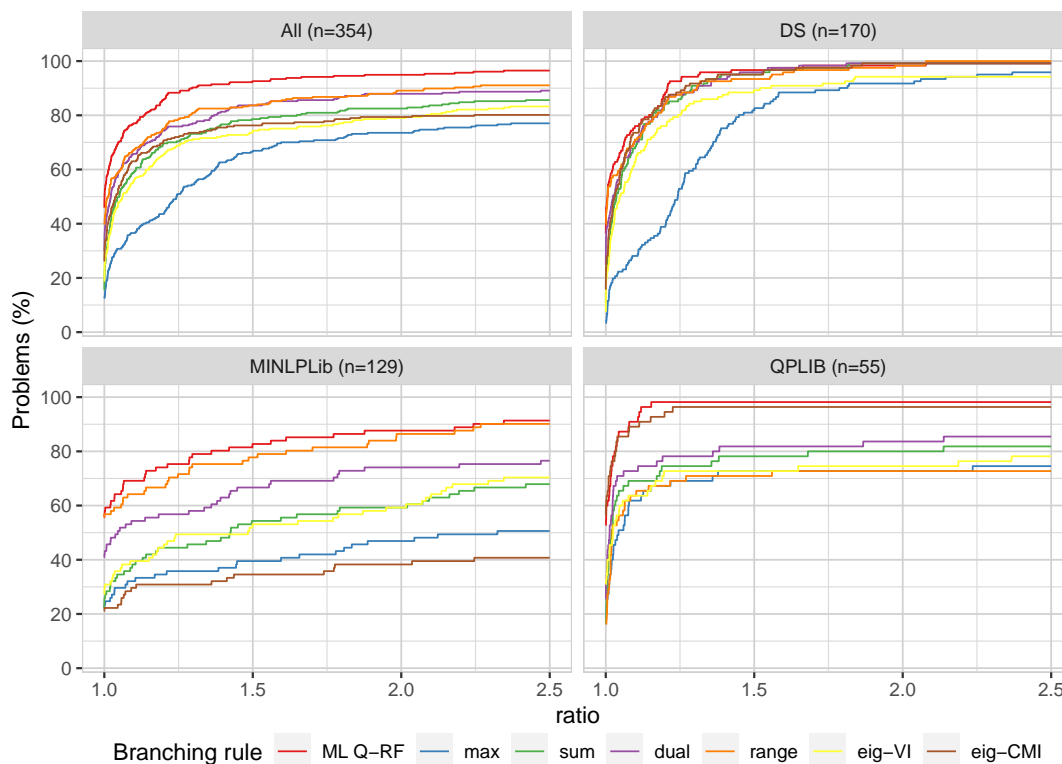 All (n=354)
DS (n=170)
100
80
60
40
20
0
MINLPLib (n=129)
QPLIB (n=55)
100
80
60
40
20
0
Problems (%)
1.0 1.5 2.0 2.5
1.0 1.5 2.0 2.5
ratio
Branching rule ML Q−RF max sum dual range eig−VI eig−CMI